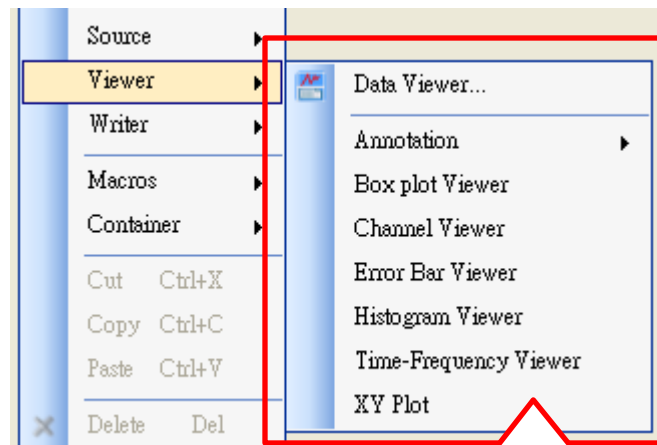 Source
Viewer
Writer
Macros
Container
Cut Ctrl+X
Copy Ctrl+C
Paste Ctrl+V
Delete Del
Data Viewer...
Annotation
Box plot Viewer
Channel Viewer
Error Bar Viewer
Histogram Viewer
Time-Frequency Viewer
XY Plot